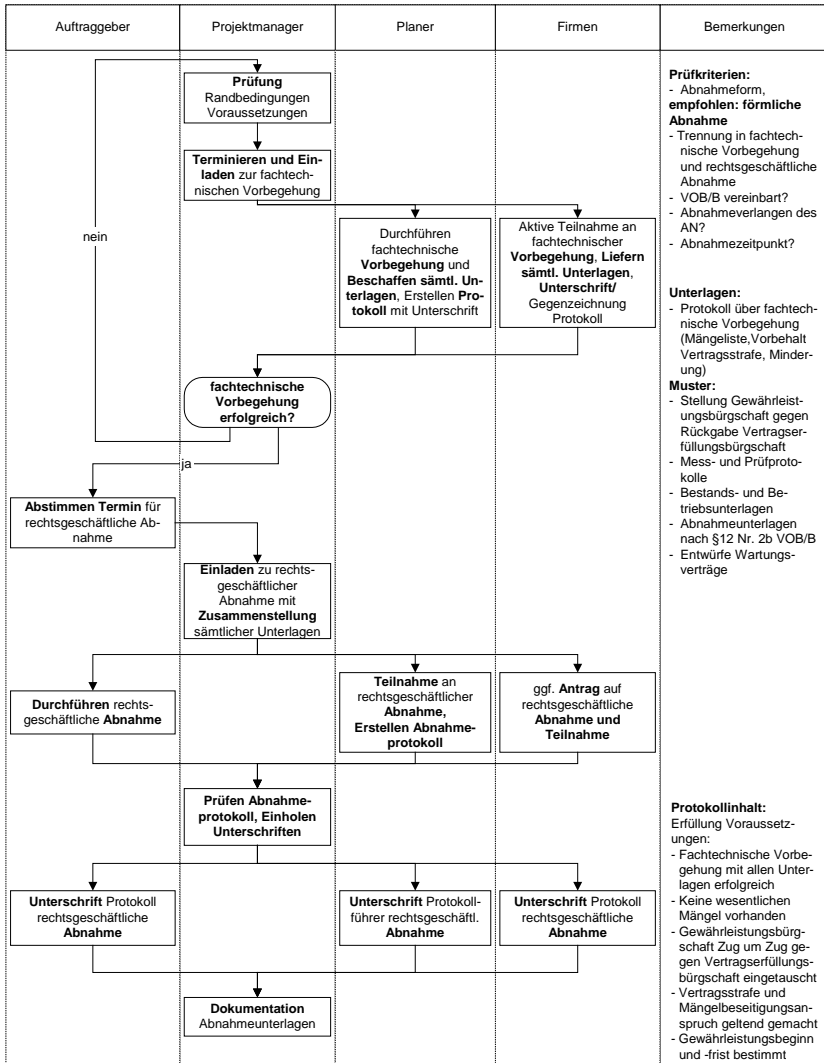 Auftraggeber
Projektmanager
Planer
Firmen
Bemerkungen
Prüfung
Randbedingungen
Voraussetzungen
Terminieren und Ein-
laden zur fachtech-
nischen Vorbegehung
nein
Durchführen
fachtechnische
Vorbegehung und
Beschaffen sämtl. Un-
terlagen, Erstellen Pro-
tokoll mit Unterschrift
Aktive Teilnahme an
fachtechnischer
Vorbegehung, Liefern
sämtl. Unterlagen,
Unterschrift/
Gegenzeichnung
Protokoll
fachtechnische
Vorbegehung
erfolgreich?
ja
Abstimmen Termin für
rechtsgeschäftliche Ab-
nahme
Einladen zu rechts-
geschäftlicher
Abnahme mit
Zusammenstellung
sämtlicher Unterlagen
Durchführen rechts-
geschäftliche Abnahme
Teilnahme an
rechtsgeschäftlicher
Abnahme,
Erstellen Abnahme-
protokoll
ggf. Antrag auf
rechtsgeschäftliche
Abnahme und
Teilnahme
Prüfen Abnahme-
protokoll, Einholen
Unterschriften
Unterschrift Protokoll
rechtsgeschäftliche
Abnahme
Unterschrift Protokoll-
führer rechtsgeschäftl.
Abnahme
Unterschrift Protokoll
rechtsgeschäftliche
Abnahme
Dokumentation
Abnahmeunterlagen
Prüfkriterien:
- Abnahmeform,
empfohlen: förmliche
Abnahme
- Trennung in fachtech-
nische Vorbegehung
und rechtsgeschäftliche
Abnahme
- VOB/B vereinbart?
- Abnahmeverlangen des
AN?
- Abnahmezeitpunkt?
Unterlagen:
- Protokoll über fachtech-
nische Vorbegehung
(Mängeliste,Vorbehalt
Vertragsstrafe, Minder-
ung)
Muster:
- Stellung Gewährleist-
ungsbürgschaft gegen
Rückgabe Vertragser-
füllungsbürgschaft
- Mess- und Prüfproto-
kolle
- Bestands- und Be-
triebsunterlagen
- Abnahmeunterlagen
nach §12 Nr. 2b VOB/B
- Entwürfe Wartungs-
verträge
Protokollinhalt:
Erfüllung Voraussetz-
ungen:
- Fachtechnische Vorbe-
gehung mit allen Unter-
lagen erfolgreich
- Keine wesentlichen
Mängel vorhanden
- Gewährleistungsbürg-
schaft Zug um Zug ge-
gen Vertragserfüllungs-
bürgschaft eingetauscht
- Vertragsstrafe und
Mängelbeseitigungsan-
spruch geltend gemacht
- Gewährleistungsbeginn
und -frist bestimmt